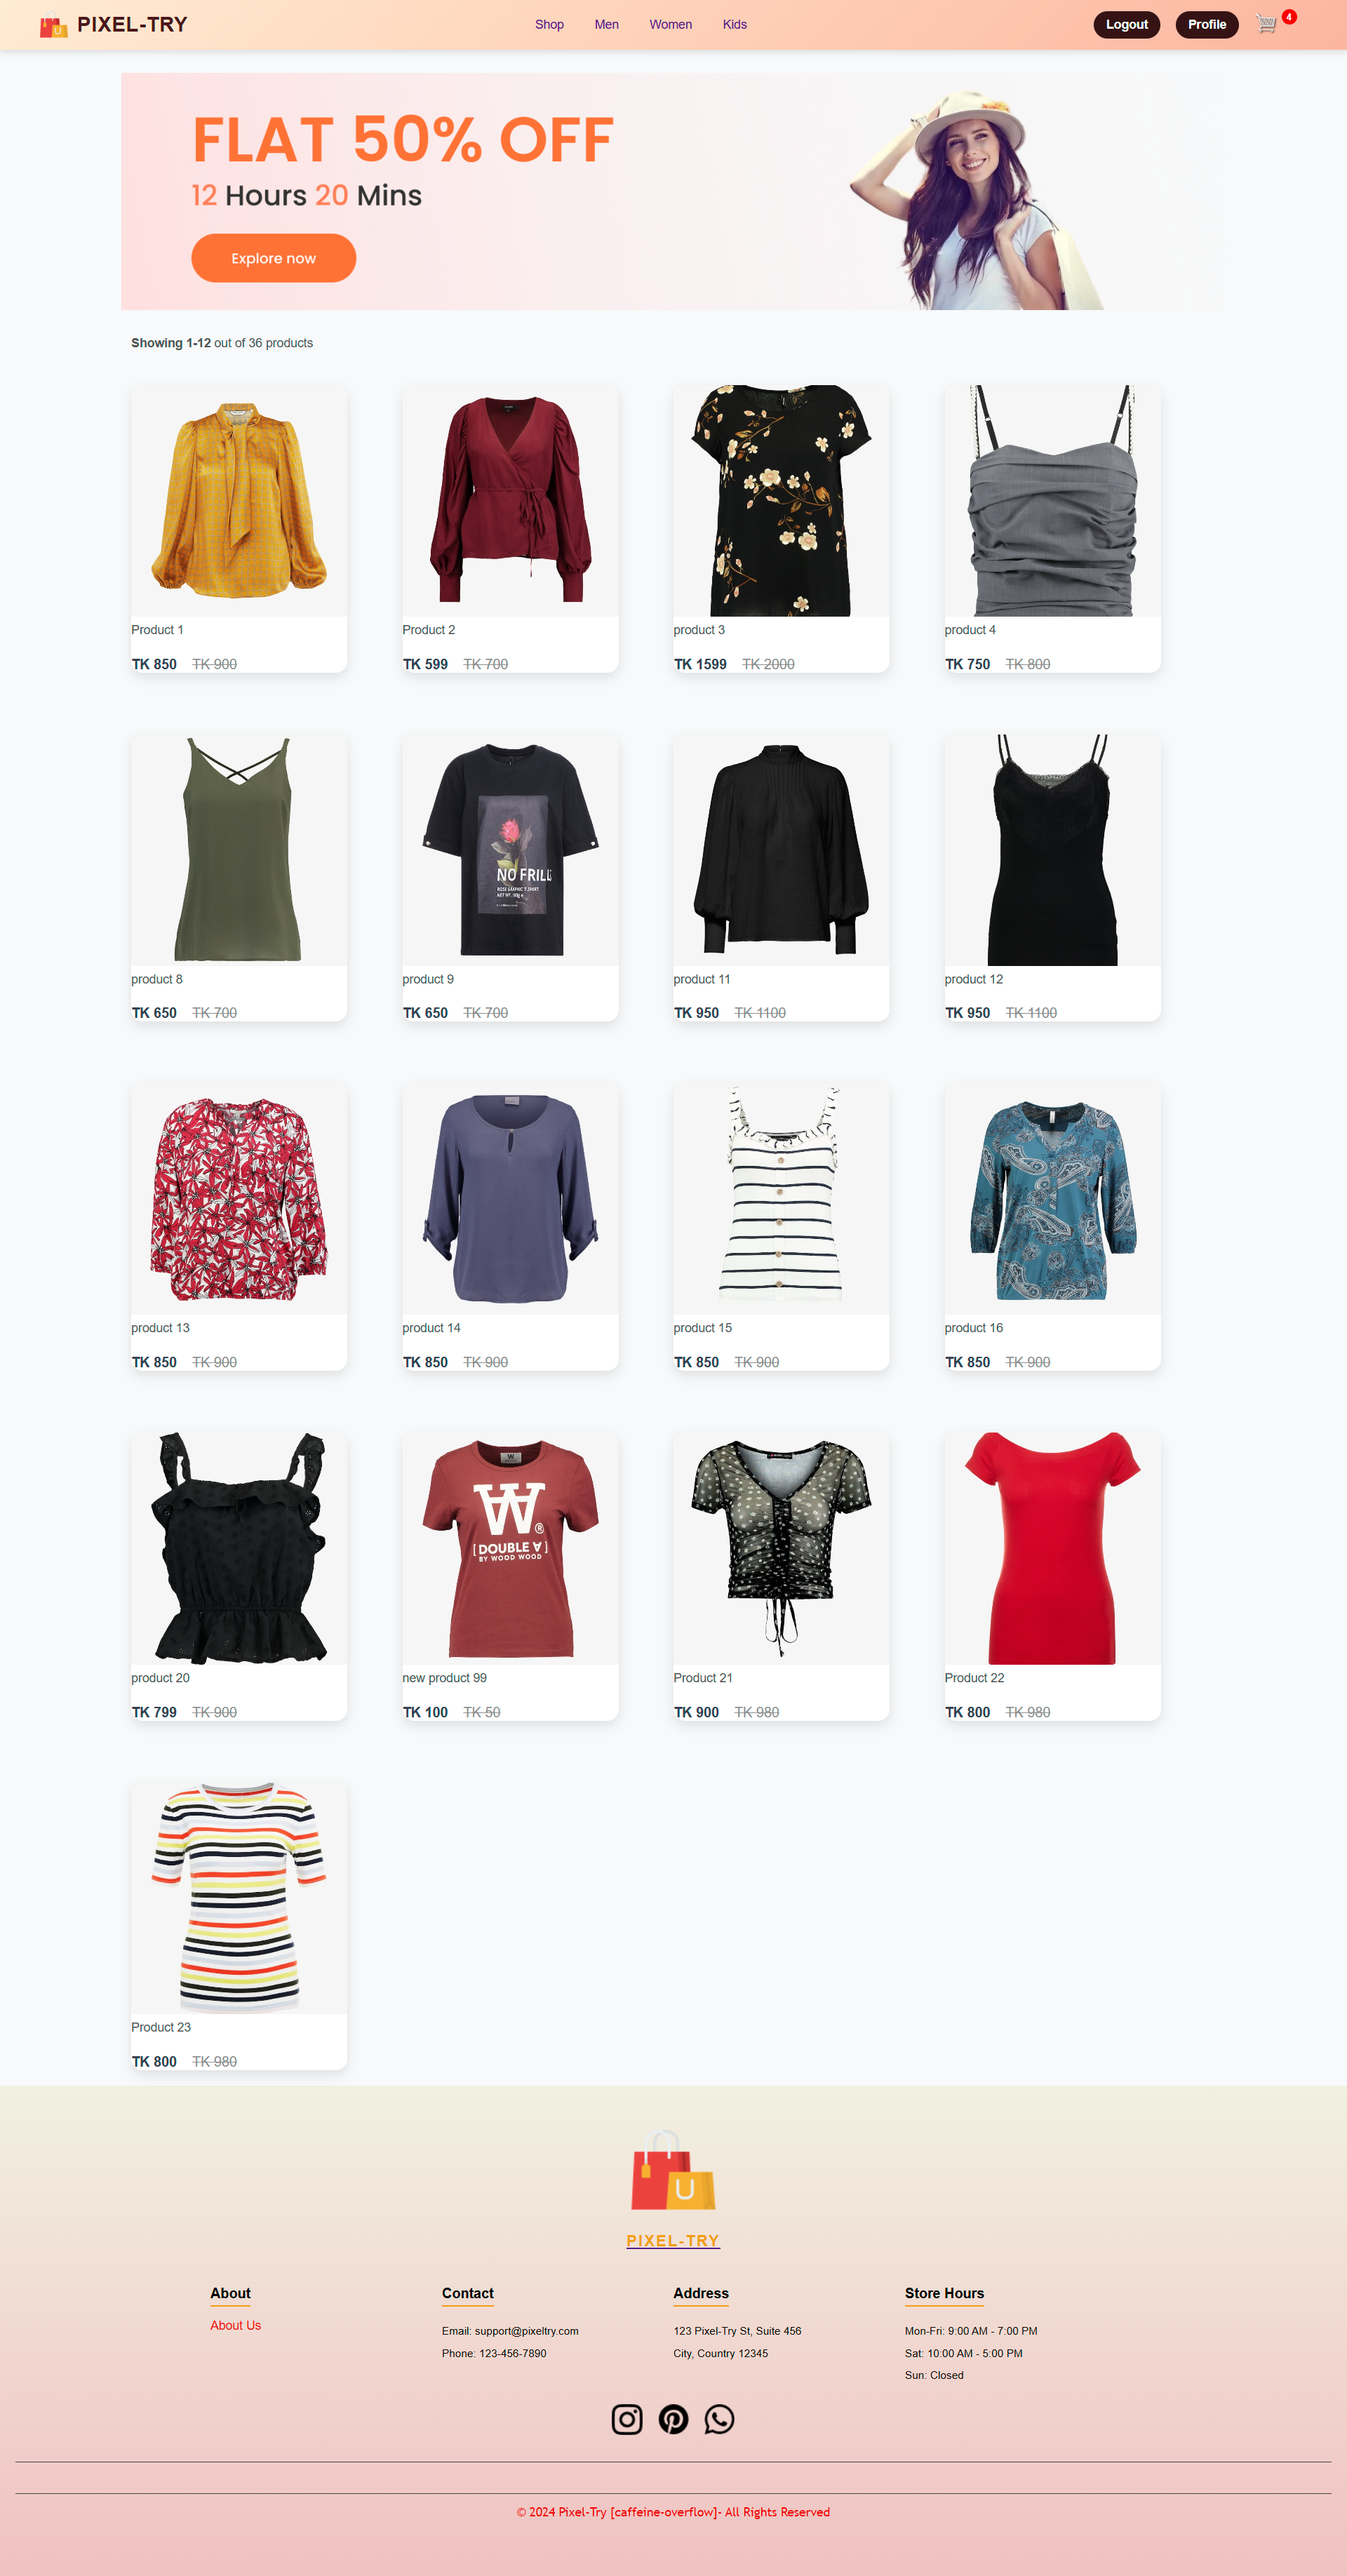 PIXEL-TRY
Shop Men Women Kids
Logout Profile 4
FLAT 50% OFF
12 Hours 20 Mins
Explore now
Showing 1-12 out of 36 products
Product 1 Product 2 product 3 product 4
TK 850 TK 900 TK 599 TK 700 TK 1599 TK 2000 TK 750 TK 800
NO FRILL
ROSE GRAPHIC T.SHIRT
product 8 product 9 product 11 product 12
TK 650 TK 700 TK 650 TK 700 TK 950 TK 1100 TK 950 TK 1100
product 13 product 14 product 15 product 16
TK 850 TK 900 TK 850 TK 900 TK 850 TK 900 TK 850 TK 900
W
®
[ DOUBLE A ]
BY WOOD WOOD
product 20 new product 99 Product 21 Product 22
TK 799 TK 900 TK 100 TK 50 TK 900 TK 980 TK 800 TK 980
Product 23
TK 800 TK 980
U
PIXEL-TRY
About Contact Address Store Hours
About Us Email: support@pixeltry.com 123 Pixel-Try St, Suite 456 Mon-Fri: 9:00 AM - 7:00 PM
Phone: 123-456-7890 City, Country 12345 Sat: 10:00 AM - 5:00 PM
Sun: Closed
© 2024 Pixel-Try [caffeine-overflow]- All Rights Reserved